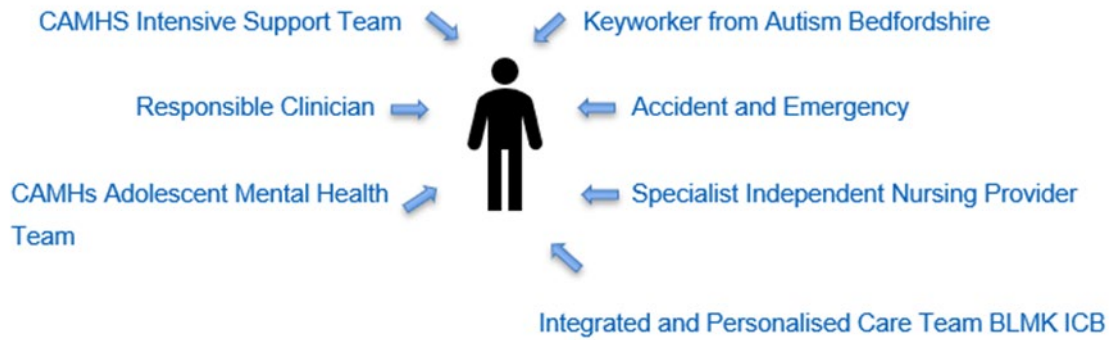 CAMHS Intensive Support Team
Keyworker from Autism Bedfordshire
Responsible Clinician
Accident and Emergency
CAMHs Adolescent Mental Health
Team
Specialist Independent Nursing Provider
Integrated and Personalised Care Team BLMK ICB